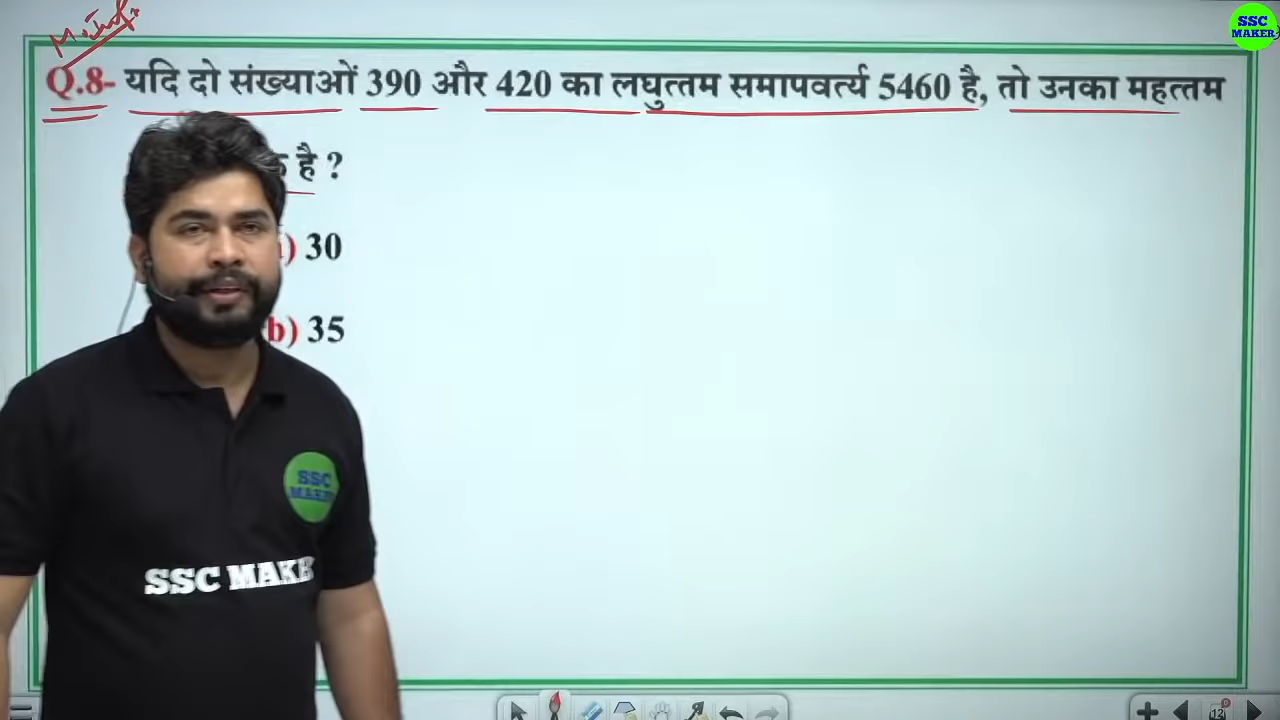 SSC
MAKER
Q.8- यदि दो संख्याओं 390 और 420 का लघुत्तम समापवर्त्य 5460 है, तो उनका महत्तम
है ?
) 30
b) 35
SSC
MAKER
SSC MAKE
12